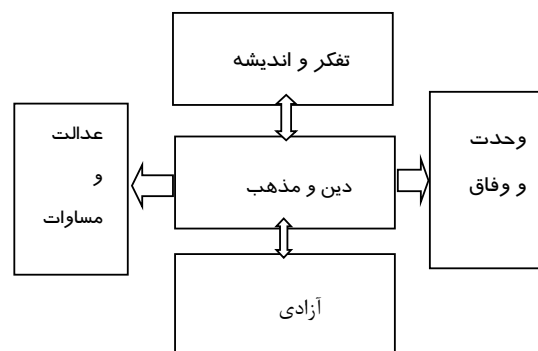 تفکر و اندیشه
وحدت
و وفاق
دین و مذهب
عدالت
و
مساوات
آزادی